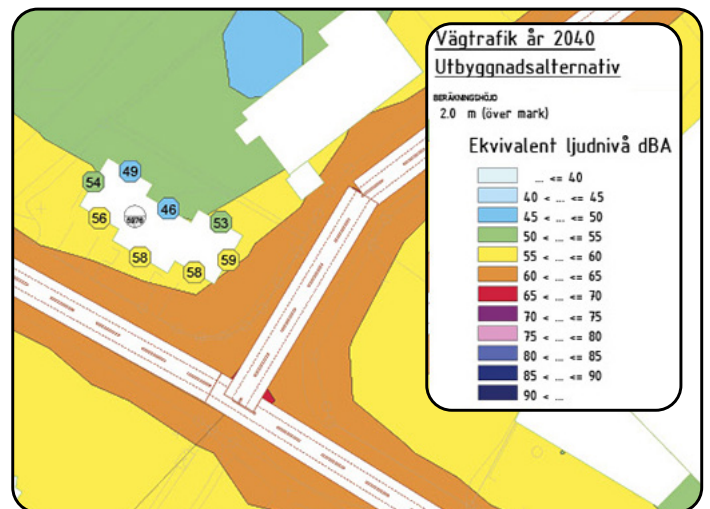 Vägtrafik år 2040
Utbyggnadsalternativ
BERÄKNINGSHÖJD
2.0 m (över mark)
Ekvivalent ljudnivå dBA
... <= 40
40 < ... <= 45
45 < ... <= 50
50 < ... <= 55
55 < ... <= 60
60 < ... <= 65
65 < ... <= 70
70 < ... <= 75
75 < ... <= 80
80 < ... <= 85
85 < ... <= 90
90 < ...
49
54
46
56
53
58
58
59